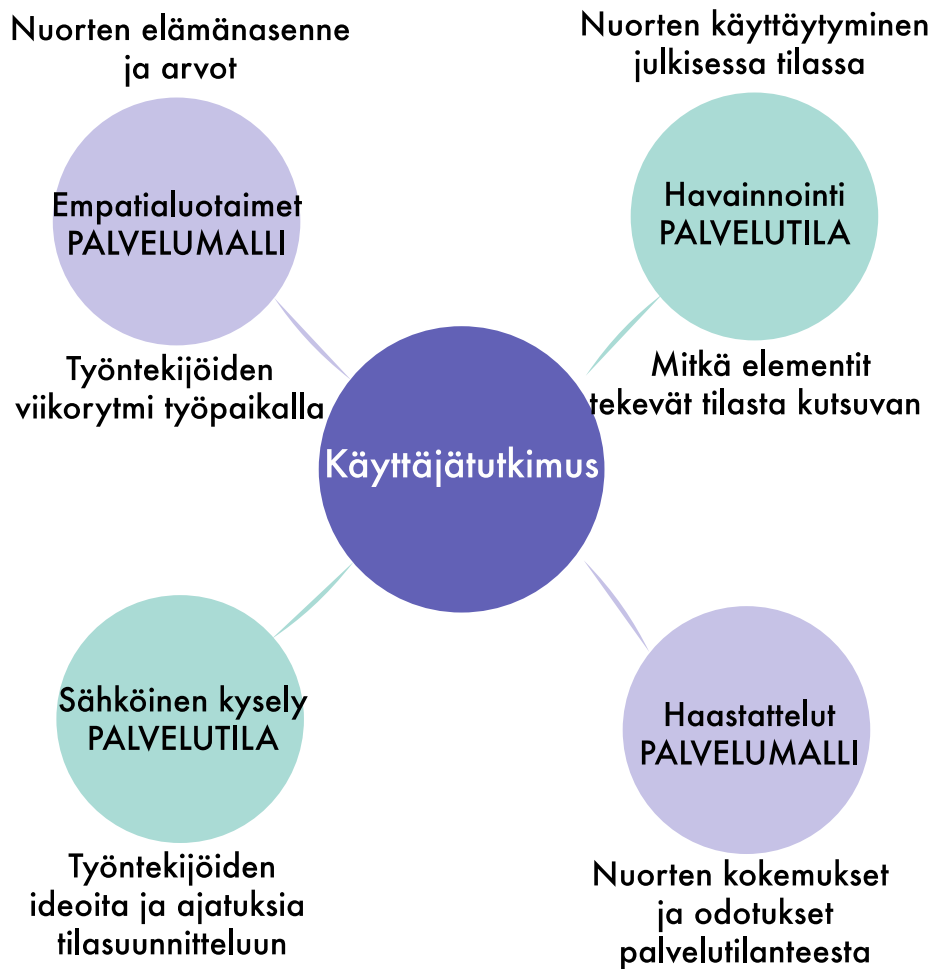 Nuorten elämänasenne
ja arvot
Empatialuotaimet
PALVELUMALLI
Työntekijöiden
viikorytmi työpaikalla
Nuorten käyttäytyminen
julkisessa tilassa
Havainnointi
PALVELUTILA
Mitkä elementit
tekevät tilasta kutsuvan
Käyttäjätutkimus
Sähköinen kysely
PALVELUTILA
Työntekijöiden
ideoita ja ajatuksia
tilasuunnitteluun
Haastattelut
PALVELUMALLI
Nuorten kokemukset
ja odotukset
palvelutilanteesta